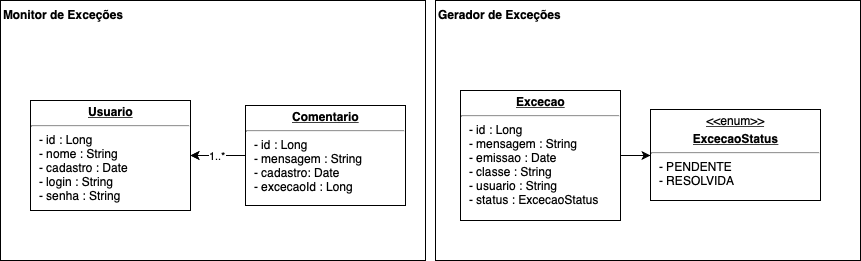 Monitor de Exceções
Usuario
- id : Long
- nome : String
- cadastro : Date
- login : String
- senha : String
1..*
Comentario
- id : Long
- mensagem : String
- cadastro: Date
- excecaoId : Long
Gerador de Exceções
Excecao
- id : Long
- mensagem : String
- emissao : Date
- classe : String
- usuario : String
- status : ExcecaoStatus
<<enum>>
ExcecaoStatus
- PENDENTE
- RESOLVIDA